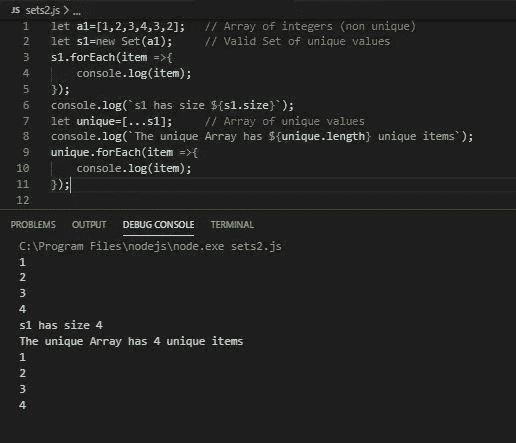 JS sets2.js > ...
1 let a1=[1,2,3,4,3,2]; // Array of integers (non unique)
2 let s1=new Set(a1); // Valid Set of unique values
3 s1.forEach(item =>{
4 console.log(item);
5 });
6 console.log(`s1 has size ${s1.size}`);
7 let unique=[...s1]; // Array of unique values
8 console.log(`The unique Array has ${unique.length} unique items`);
9 unique.forEach(item =>{
10 console.log(item);
11 });
12
PROBLEMS OUTPUT DEBUG CONSOLE TERMINAL
C:\Program Files\nodejs\node.exe sets2.js
1
2
3
4
s1 has size 4
The unique Array has 4 unique items
1
2
3
4